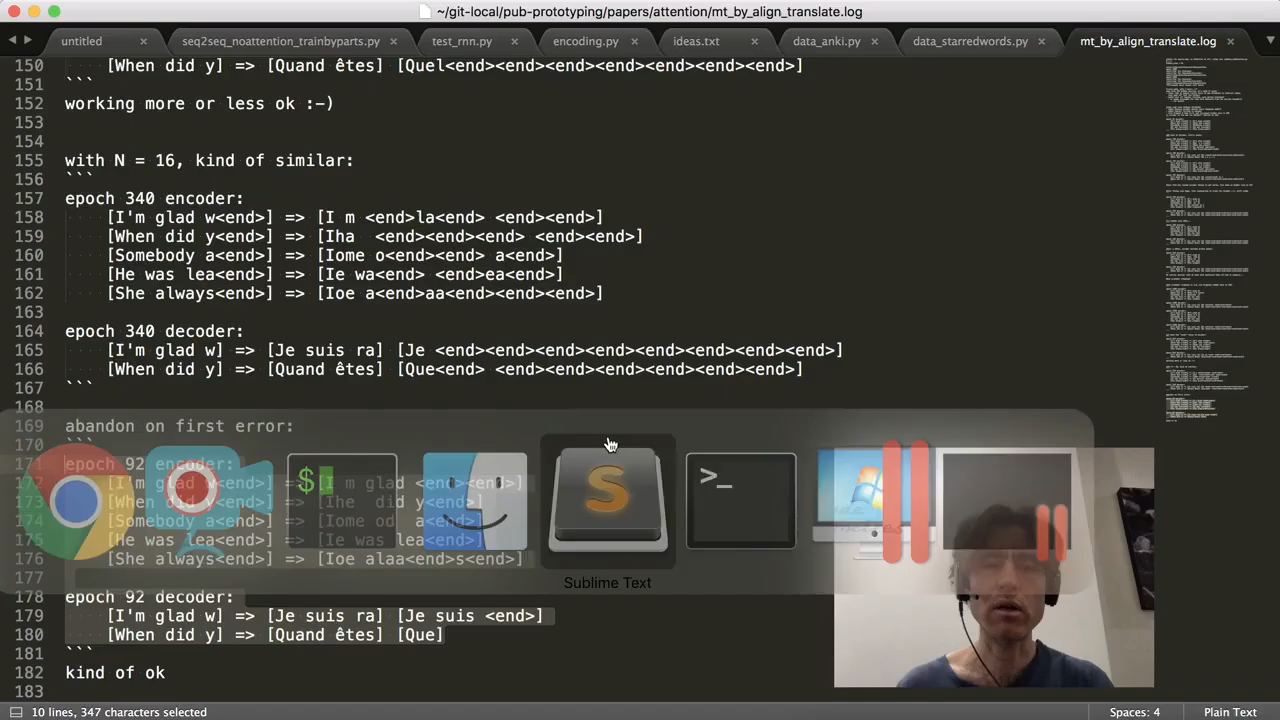 ~/git-local/pub-prototyping/papers/attention/mt_by_align_translate.log
untitled
seq2seq_noattention_trainbyparts.py
test_rnn.py
encoding.py
ideas.txt
data_anki.py
data_starredwords.py
mt_by_align_translate.log
150 [When did y] => [Quand êtes] [Quel<end><end><end><end><end><end>]
151 ```
152 working more or less ok :-)
153
154
155 with N = 16, kind of similar:
156 ```
157 epoch 340 encoder:
158 [I'm glad w<end>] => [I m <end>la<end> <end><end>]
159 [When did y<end>] => [Iha  <end><end><end> <end><end>]
160 [Somebody a<end>] => [Iome o<end><end> a<end>]
161 [He was lea<end>] => [Ie wa<end> <end>ea<end>]
162 [She always<end>] => [Ioe a<end>aa<end><end><end>]
163
164 epoch 340 decoder:
165 [I'm glad w] => [Je suis ra] [Je <end><end><end><end><end><end><end>]
166 [When did y] => [Quand êtes] [Que<end><end><end><end><end><end>]
167 ```
168
169 abandon on first error:
170 ```
171 epoch 92 encoder:
172 [I'm glad w<end>] => [I m glad <end><end>]
173 [When did y<end>] => [Ihe  did y<end>]
174 [Somebody a<end>] => [Iome od  a<end>]
175 [He was lea<end>] => [Ie was lea<end>]
176 [She always<end>] => [Ioe alaa<end>s<end>]
177
178 epoch 92 decoder:
179 [I'm glad w] => [Je suis ra] [Je suis <end>]
180 [When did y] => [Quand êtes] [Que]
181 ```
182 kind of ok
183
$
S
>_
Sublime Text
10 lines, 347 characters selected
Spaces: 4
Plain Text